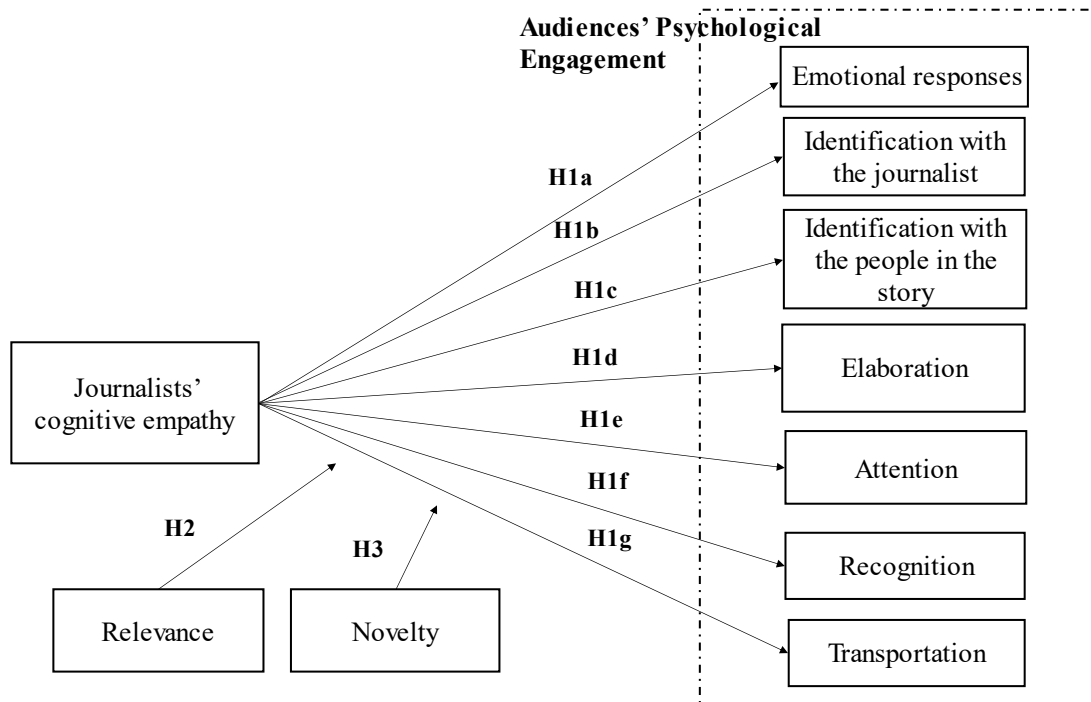 Audiences’ Psychological
Engagement
Emotional responses
Identification with
the journalist
Identification with
the people in the
story
Elaboration
Attention
Recognition
Transportation
H1a
H1b
H1c
H1d
H1e
H1f
H1g
Journalists’
cognitive empathy
H2
H3
Relevance
Novelty